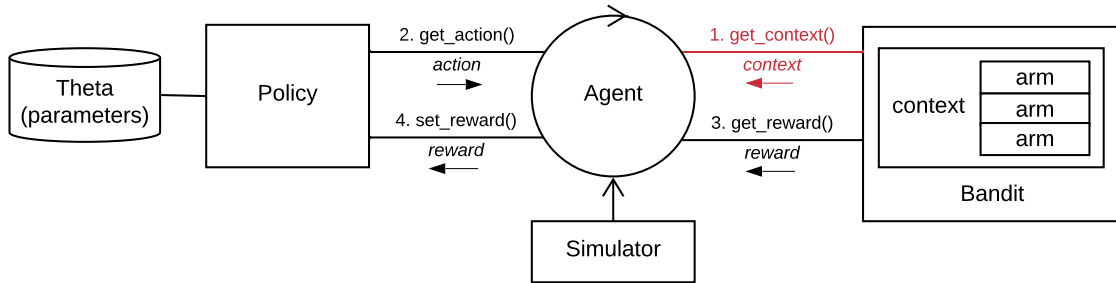 Theta
(parameters)
Policy
2. get_action()
action
4. set_reward()
reward
Agent
Simulator
1. get_context()
context
3. get_reward()
reward
context
arm
arm
arm
Bandit